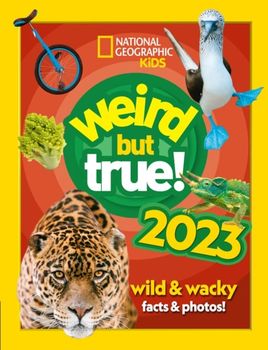 NATIONAL
GEOGRAPHIC
KiDS
weird
but
true!
2023
wild & wacky
facts & photos!